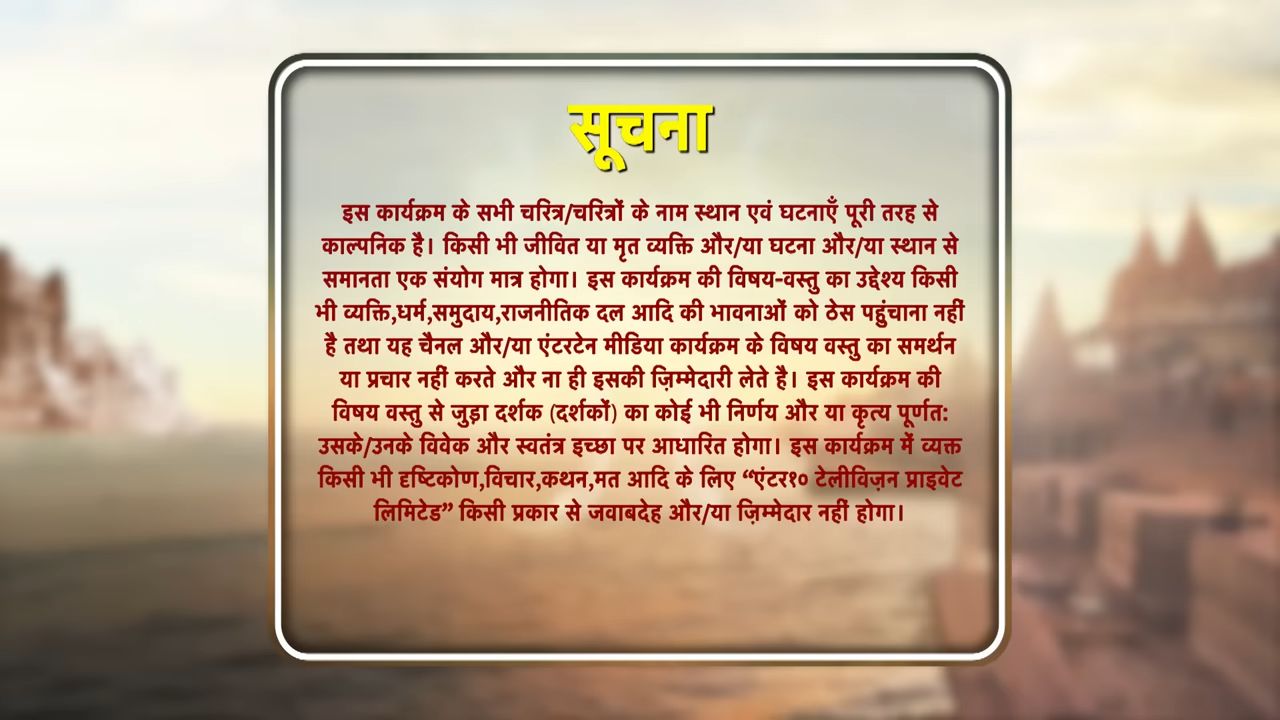 सूचना
इस कार्यक्रम के सभी चरित्र/चरित्रों के नाम स्थान एवं घटनाएँ पूरी तरह से
काल्पनिक है। किसी भी जीवित या मृत व्यक्ति और/या घटना और/या स्थान से
समानता एक संयोग मात्र होगा। इस कार्यक्रम की विषय-वस्तु का उद्देश्य किसी
भी व्यक्ति,धर्म,समुदाय,राजनीतिक दल आदि की भावनाओं को ठेस पहुंचाना नहीं
है तथा यह चैनल और/या एंटरटेन मीडिया कार्यक्रम के विषय वस्तु का समर्थन
या प्रचार नहीं करते और ना ही इसकी ज़िम्मेदारी लेते है। इस कार्यक्रम की
विषय वस्तु से जुड़ा दर्शक (दर्शकों) का कोई भी निर्णय और या कृत्य पूर्णत:
उसके/उनके विवेक और स्वतंत्र इच्छा पर आधारित होगा। इस कार्यक्रम में व्यक्त
किसी भी दृष्टिकोण,विचार,कथन,मत आदि के लिए “एंटर१० टेलीविज़न प्राइवेट
लिमिटेड” किसी प्रकार से जवाबदेह और/या ज़िम्मेदार नहीं होगा।